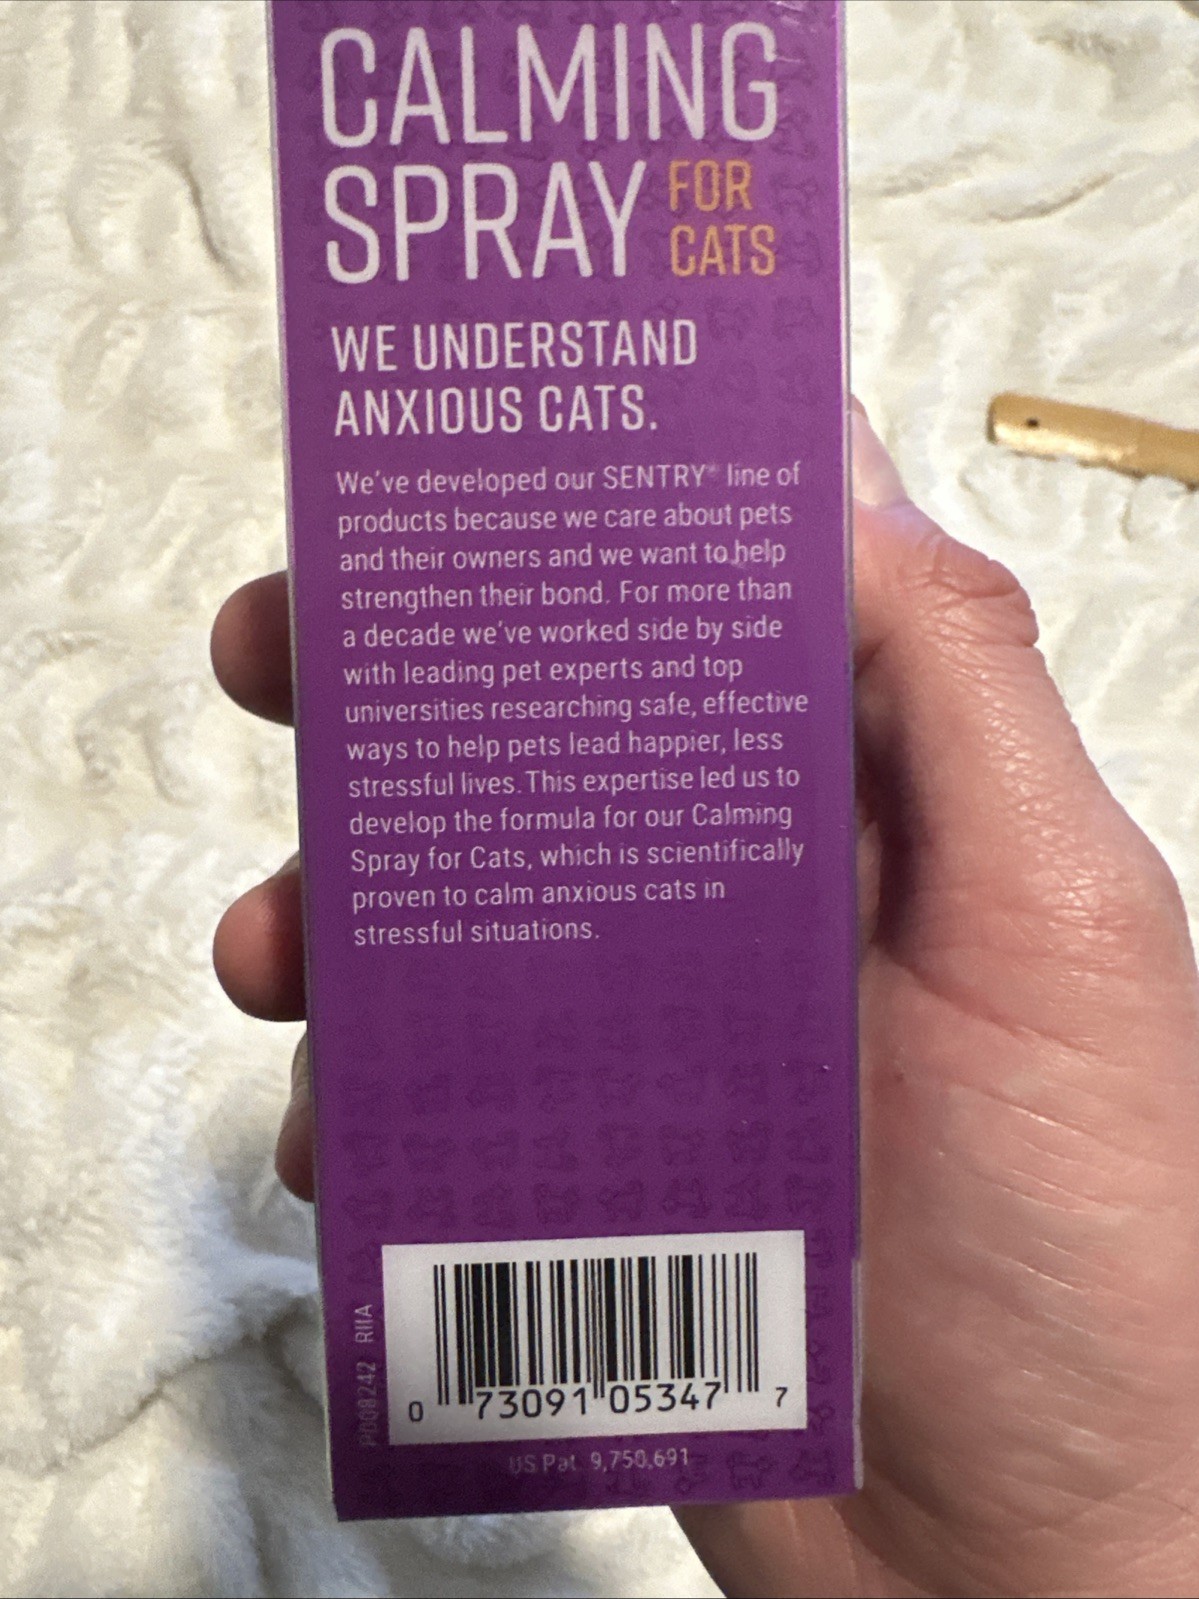 CALMING
SPRAY FOR CATS
WE UNDERSTAND
ANXIOUS CATS.
We've developed our SENTRY® line of
products because we care about pets
and their owners and we want to help
strengthen their bond. For more than
a decade we've worked side by side
with leading pet experts and top
universities researching safe, effective
ways to help pets lead happier, less
stressful lives. This expertise led us to
develop the formula for our Calming
Spray for Cats, which is scientifically
proven to calm anxious cats in
stressful situations.
P008242 R11A
0 73091 05347 7
US Pat. 9,750,691